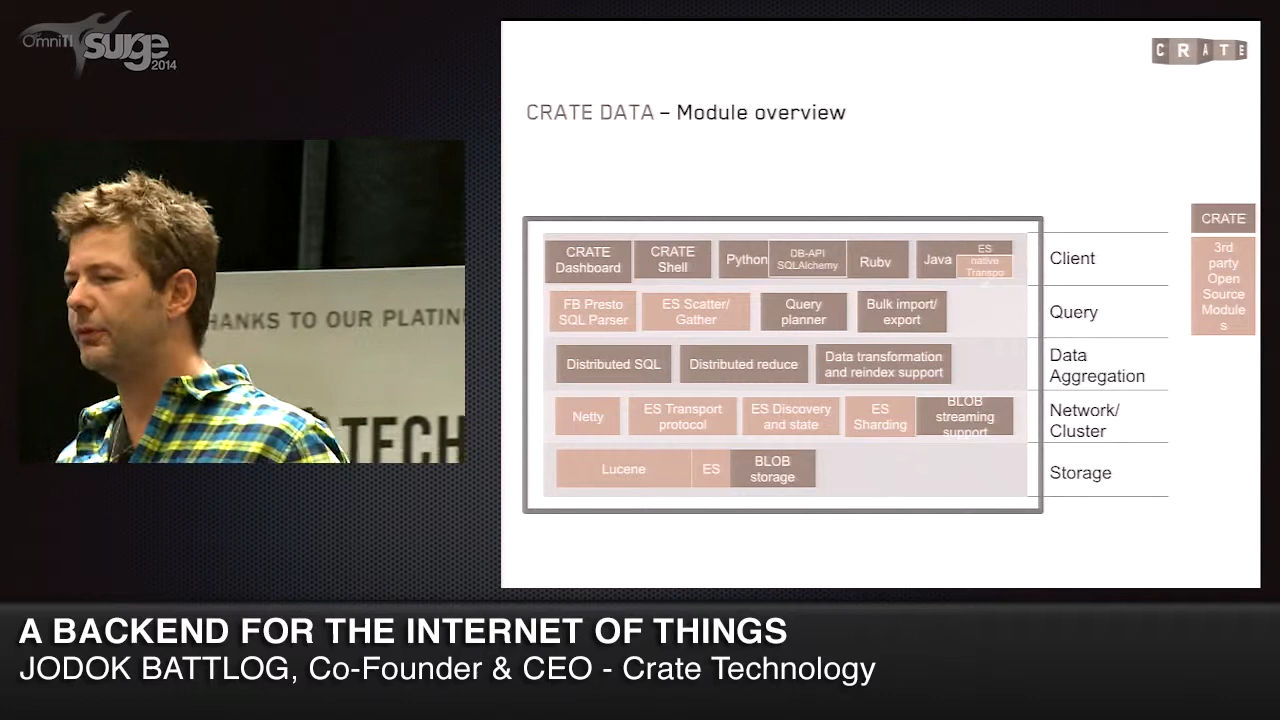 OmniTI surge
2014
HANKS TO OUR PLATIN
TECH
CRATE
CRATE DATA – Module overview
CRATE
Dashboard
CRATE
Shell
Python
DB-API
SQLAlchemy
Ruby
Java
ES
native
Transpo
Client
FB Presto
SQL Parser
ES Scatter/
Gather
Query
planner
Bulk import/
export
Query
Distributed SQL
Distributed reduce
Data transformation
and reindex support
Data
Aggregation
Netty
ES Transport
protocol
ES Discovery
and state
ES
Sharding
BLOB
streaming
support
Network/
Cluster
Lucene
ES
BLOB
storage
Storage
CRATE
3rd
party
Open
Source
Module
s
A BACKEND FOR THE INTERNET OF THINGS
JODOK BATTLOG, Co-Founder & CEO - Crate Technology